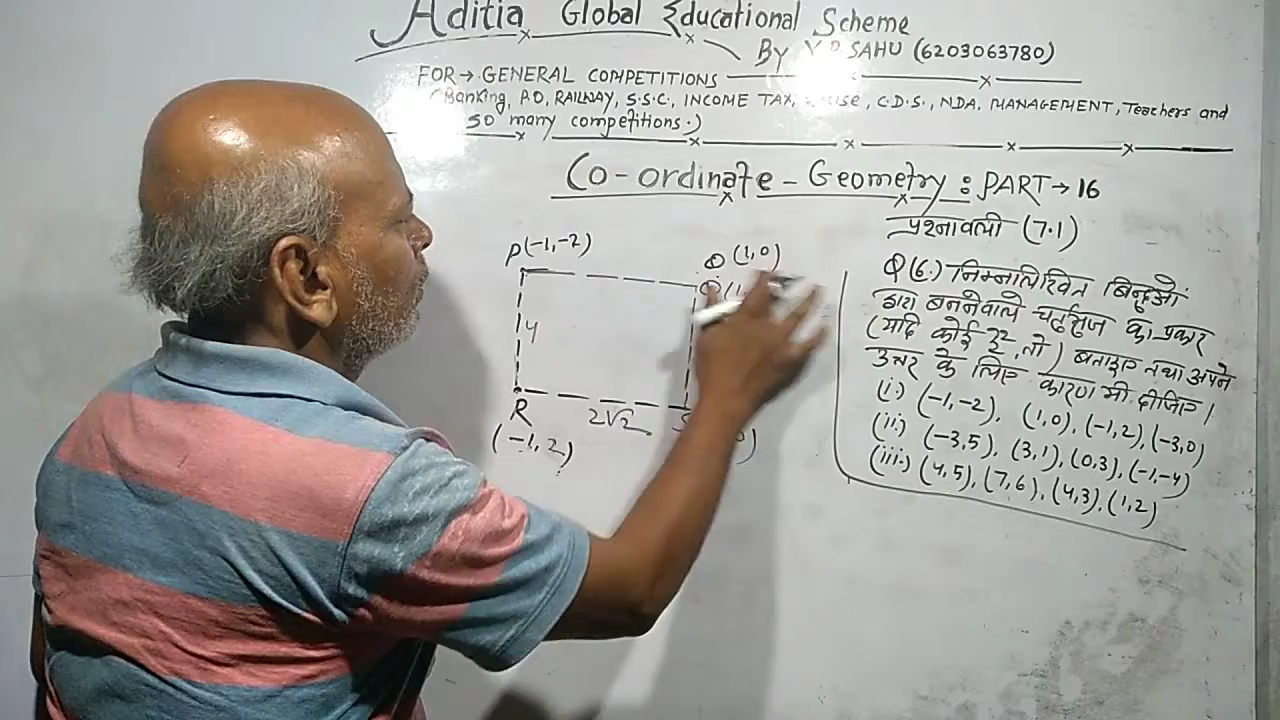 Aditia Global Educational Scheme
By Y P SAHU (6203063780)
FOR → GENERAL COMPETITIONS
(Banking, P.O, RAILWAY, S.S.C., INCOME TAX, C.D.S., NDA, MANAGEMENT, Teachers and
so many competitions.)
Co-ordinate-Geometry : PART → 16
प्रश्नावली (7.1)
P(-1,-2)
Q (1,0)
4
R
2√2
S
(-1, 2)
Q(6.) निम्नलिखित बिन्दुओं
द्वारा बननेवाले चतुर्भुज का प्रकार
(यदि कोई है, तो) बताइए तथा अपने
उत्तर के लिए कारण भी दीजिए।
(i.) (-1,-2), (1,0), (-1,2), (-3,0)
(ii.) (-3,5), (3,1), (0,3), (-1,-4)
(iii.) (4,5), (7,6), (4,3), (1,2)